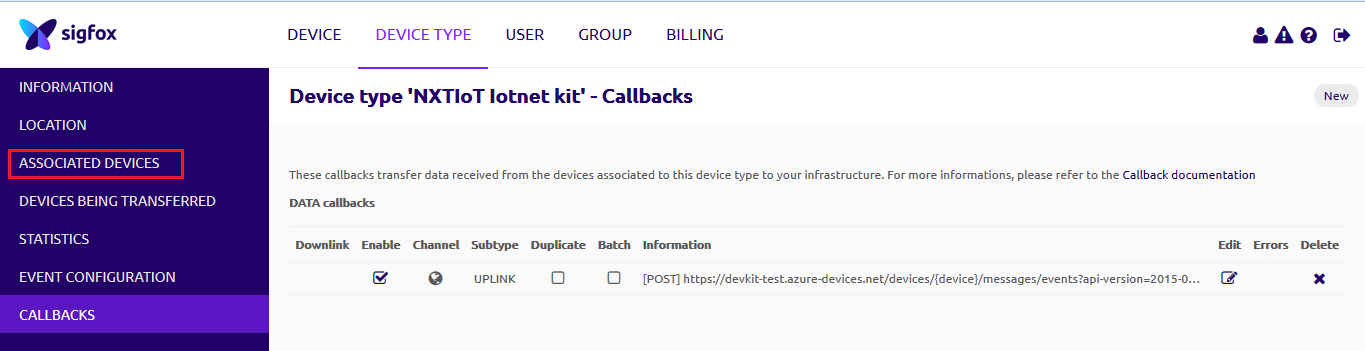 sigfox
DEVICE DEVICE TYPE USER GROUP BILLING
INFORMATION
LOCATION
ASSOCIATED DEVICES
DEVICES BEING TRANSFERRED
STATISTICS
EVENT CONFIGURATION
CALLBACKS
Device type 'NXTIoT Iotnet kit' - Callbacks
New
These callbacks transfer data received from the devices associated to this device type to your infrastructure. For more informations, please refer to the Callback documentation
DATA callbacks
Downlink Enable Channel Subtype Duplicate Batch Information Edit Errors Delete
UPLINK [POST] https://devkit-test.azure-devices.net/devices/{device}/messages/events?api-version=2015-0...